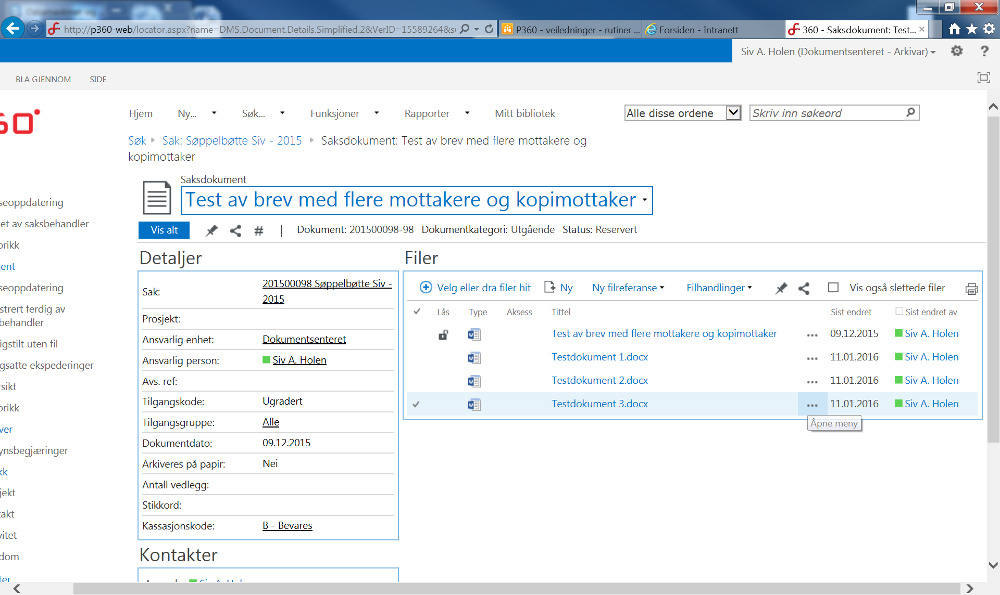 http://p360-web/locator.aspx?name=DMS.Document.Details.Simplified.2&VerID=15589264&s
P360 - veiledninger - rutiner ...
Forsiden - Intranett
360 - Saksdokument: Test...
Siv A. Holen (Dokumentsenteret - Arkivar)
?
BLA GJENNOM SIDE
60
Hjem Ny... Søk... Funksjoner Rapporter Mitt bibliotek
Alle disse ordene
Skriv inn søkeord
Søk Sak: Søppelbøtte Siv - 2015 Saksdokument: Test av brev med flere mottakere og
kopimottaker
Saksdokument
Test av brev med flere mottakere og kopimottaker
Vis alt # | Dokument: 201500098-98 Dokumentkategori: Utgående Status: Reservert
seoppdatering
et av saksbehandler
orikk
ent
seoppdatering
strert ferdig av
behandler
igstilt uten fil
gsatte ekspederinger
rsikt
orikk
ver
ynsbegjæringer
kk
jekt
takt
vitet
dom
ter
Detaljer
Sak: 201500098 Søppelbøtte Siv -
2015
Prosjekt:
Ansvarlig enhet: Dokumentsenteret
Ansvarlig person: Siv A. Holen
Avs. ref:
Tilgangskode: Ugradert
Tilgangsgruppe: Alle
Dokumentdato: 09.12.2015
Arkiveres på papir: Nei
Antall vedlegg:
Stikkord:
Kassasjonskode: B - Bevares
Kontakter
Filer
Velg eller dra filer hit Ny Ny filreferanse Filhandlinger Vis også slettede filer
Lås Type Aksess Tittel Sist endret Sist endret av
Test av brev med flere mottakere og kopimottaker ... 09.12.2015 Siv A. Holen
Testdokument 1.docx ... 11.01.2016 Siv A. Holen
Testdokument 2.docx ... 11.01.2016 Siv A. Holen
Testdokument 3.docx ... 11.01.2016 Siv A. Holen
Åpne meny